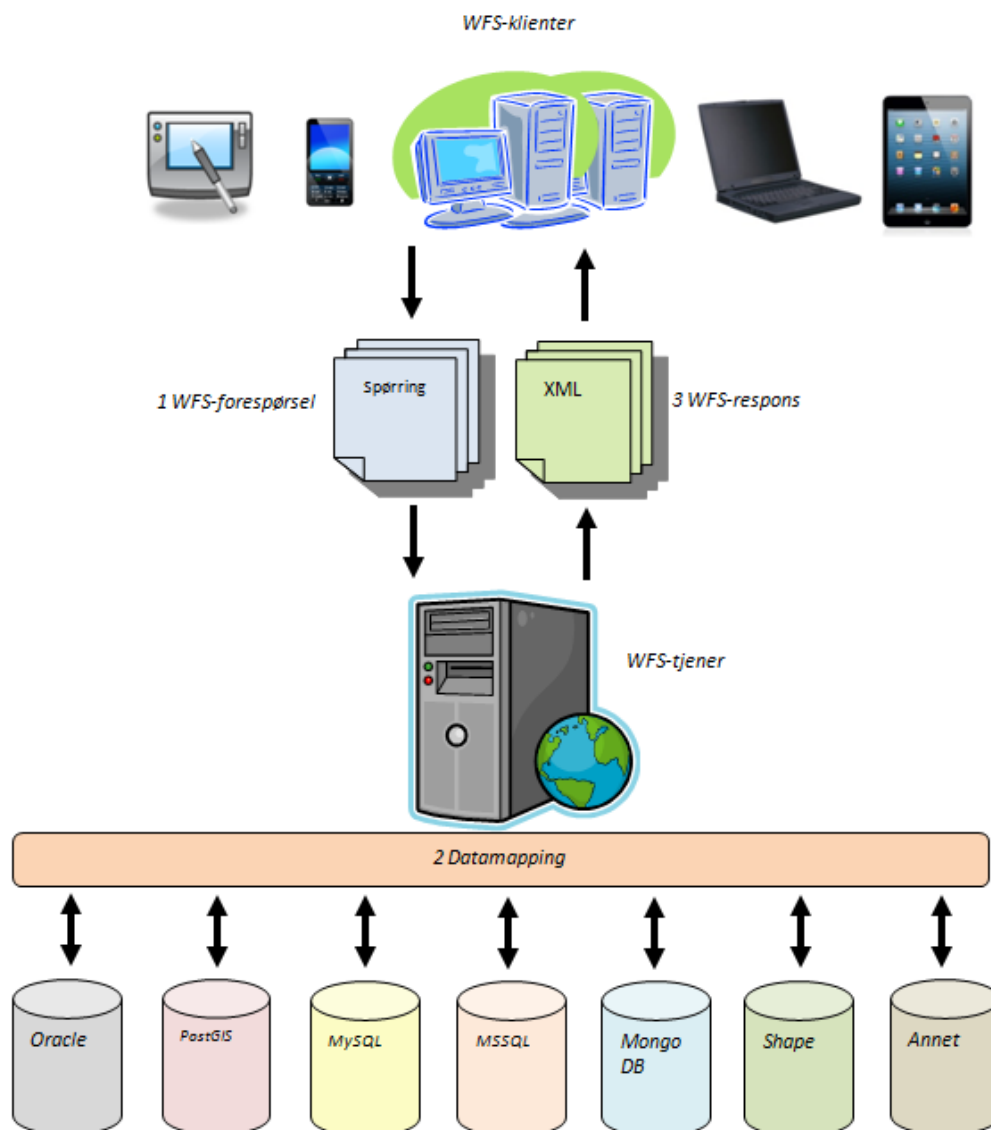 WFS-klienter
1 WFS-forespørsel
Spørring
XML
3 WFS-respons
WFS-tjener
2 Datamapping
Oracle
PostGIS
MySQL
MSSQL
Mongo
DB
Shape
Annet